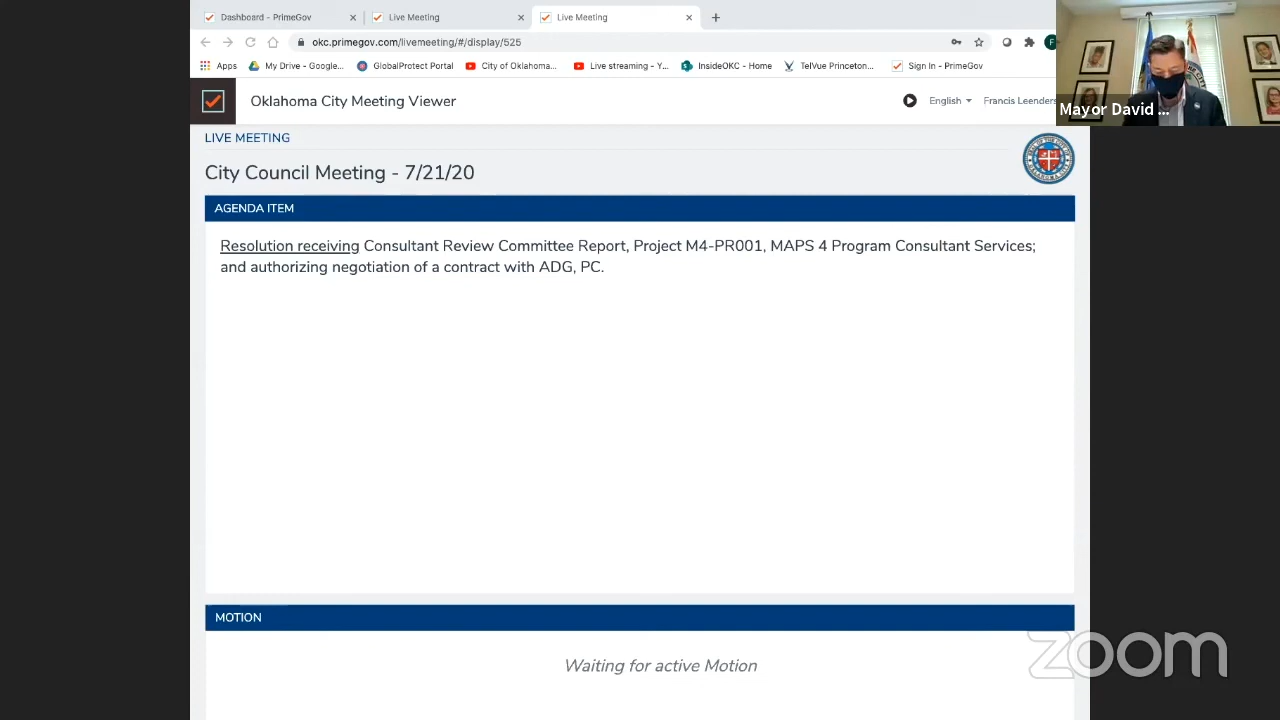 Dashboard - PrimeGov
Live Meeting
Live Meeting
okc.primegov.com/livemeeting/#/display/525
Apps
My Drive - Google...
GlobalProtect Portal
City of Oklahoma...
Live streaming - Y...
InsideOKC - Home
TelVue Princeton...
Sign In - PrimeGov
Oklahoma City Meeting Viewer
English
Francis Leenders
Mayor David ...
LIVE MEETING
City Council Meeting - 7/21/20
AGENDA ITEM
Resolution receiving Consultant Review Committee Report, Project M4-PR001, MAPS 4 Program Consultant Services;
and authorizing negotiation of a contract with ADG, PC.
MOTION
Waiting for active Motion
zoom